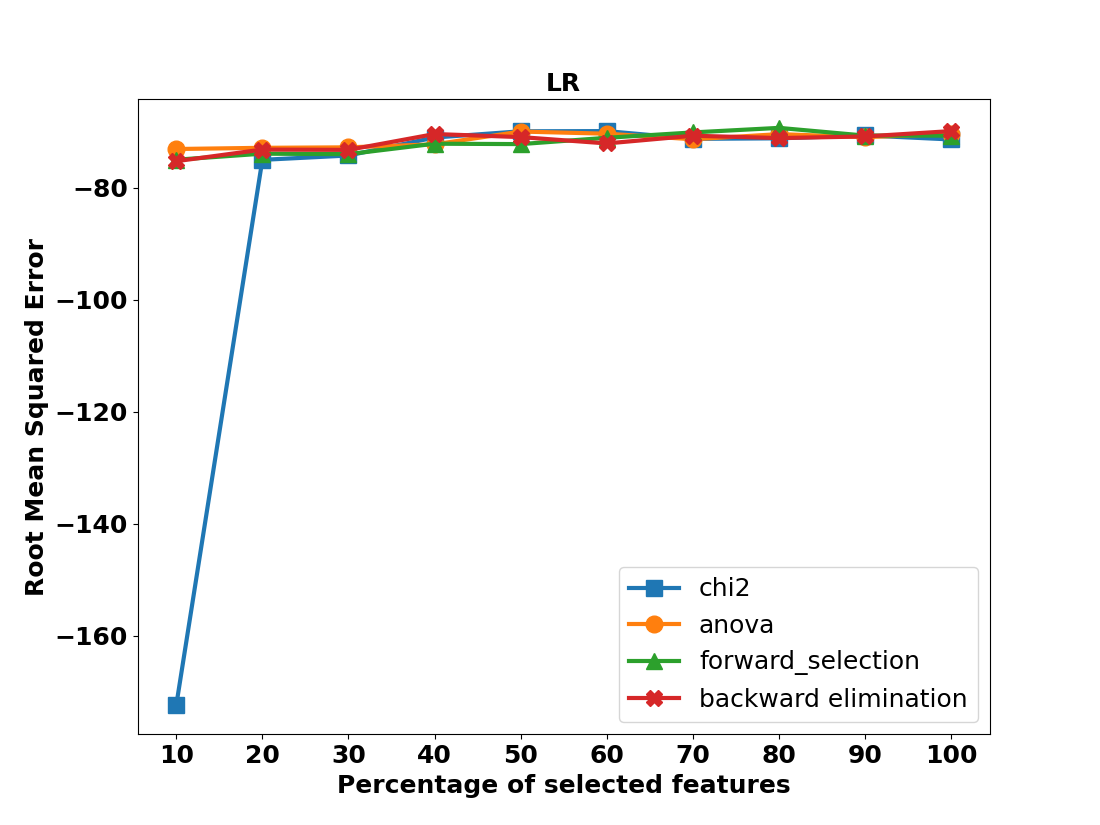 LR
Root Mean Squared Error
−80
−100
−120
−140
−160
chi2
anova
forward_selection
backward elimination
10 20 30 40 50 60 70 80 90 100
Percentage of selected features